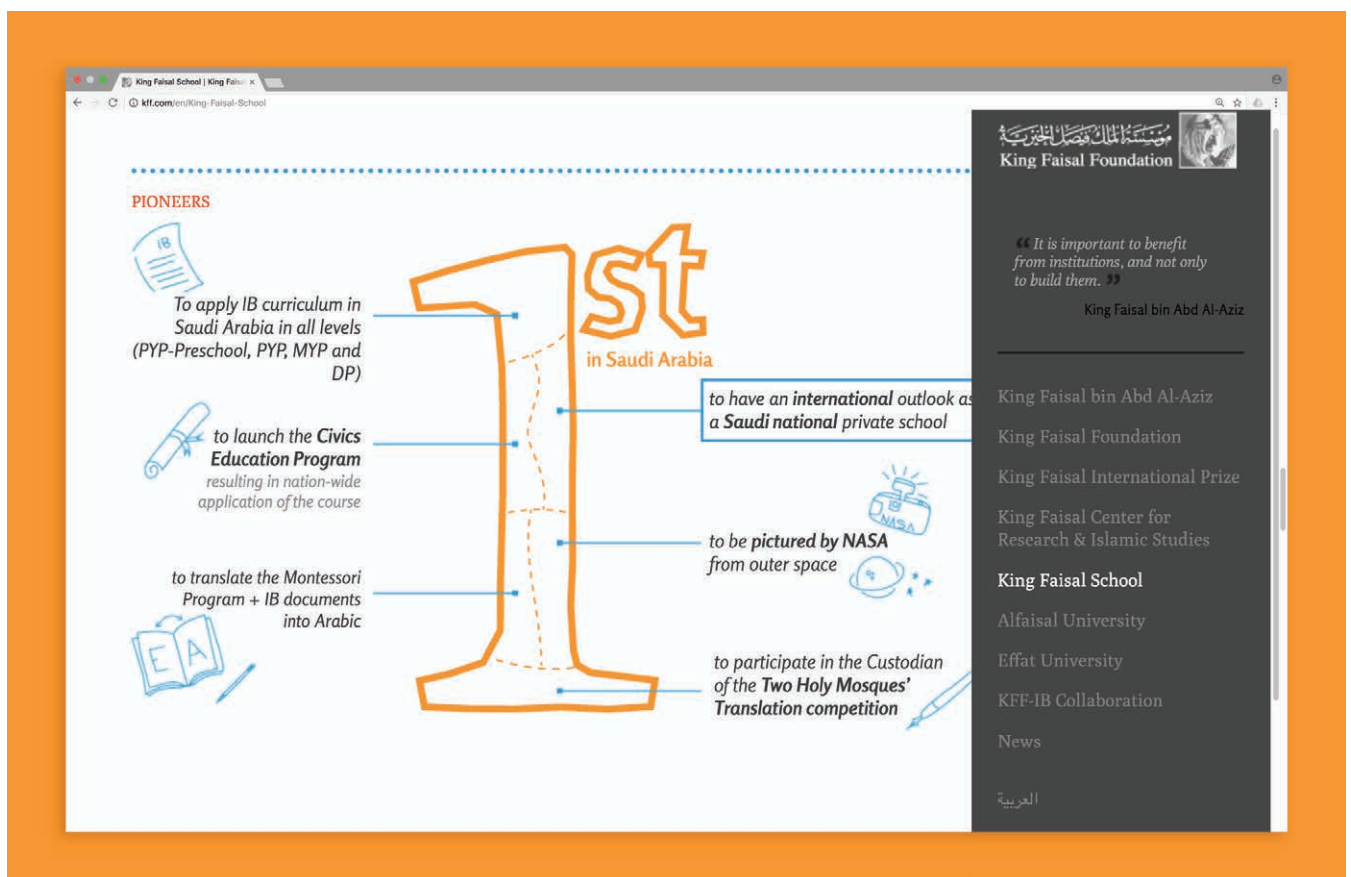 King Faisal School | King Faisa
kff.com/en/King-Faisal-School
مؤسسة الملك فيصل الخيرية
King Faisal Foundation
PIONEERS
1st
in Saudi Arabia
IB
To apply IB curriculum in
Saudi Arabia in all levels
(PYP-Preschool, PYP, MYP and
DP)
to launch the Civics
Education Program
resulting in nation-wide
application of the course
to translate the Montessori
Program + IB documents
into Arabic
E A
to have an international outlook as
a Saudi national private school
NASA
to be pictured by NASA
from outer space
to participate in the Custodian
of the Two Holy Mosques’
Translation competition
“ It is important to benefit
from institutions, and not only
to build them. ”
King Faisal bin Abd Al-Aziz
King Faisal bin Abd Al-Aziz
King Faisal Foundation
King Faisal International Prize
King Faisal Center for
Research & Islamic Studies
King Faisal School
Alfaisal University
Effat University
KFF-IB Collaboration
News
العربية